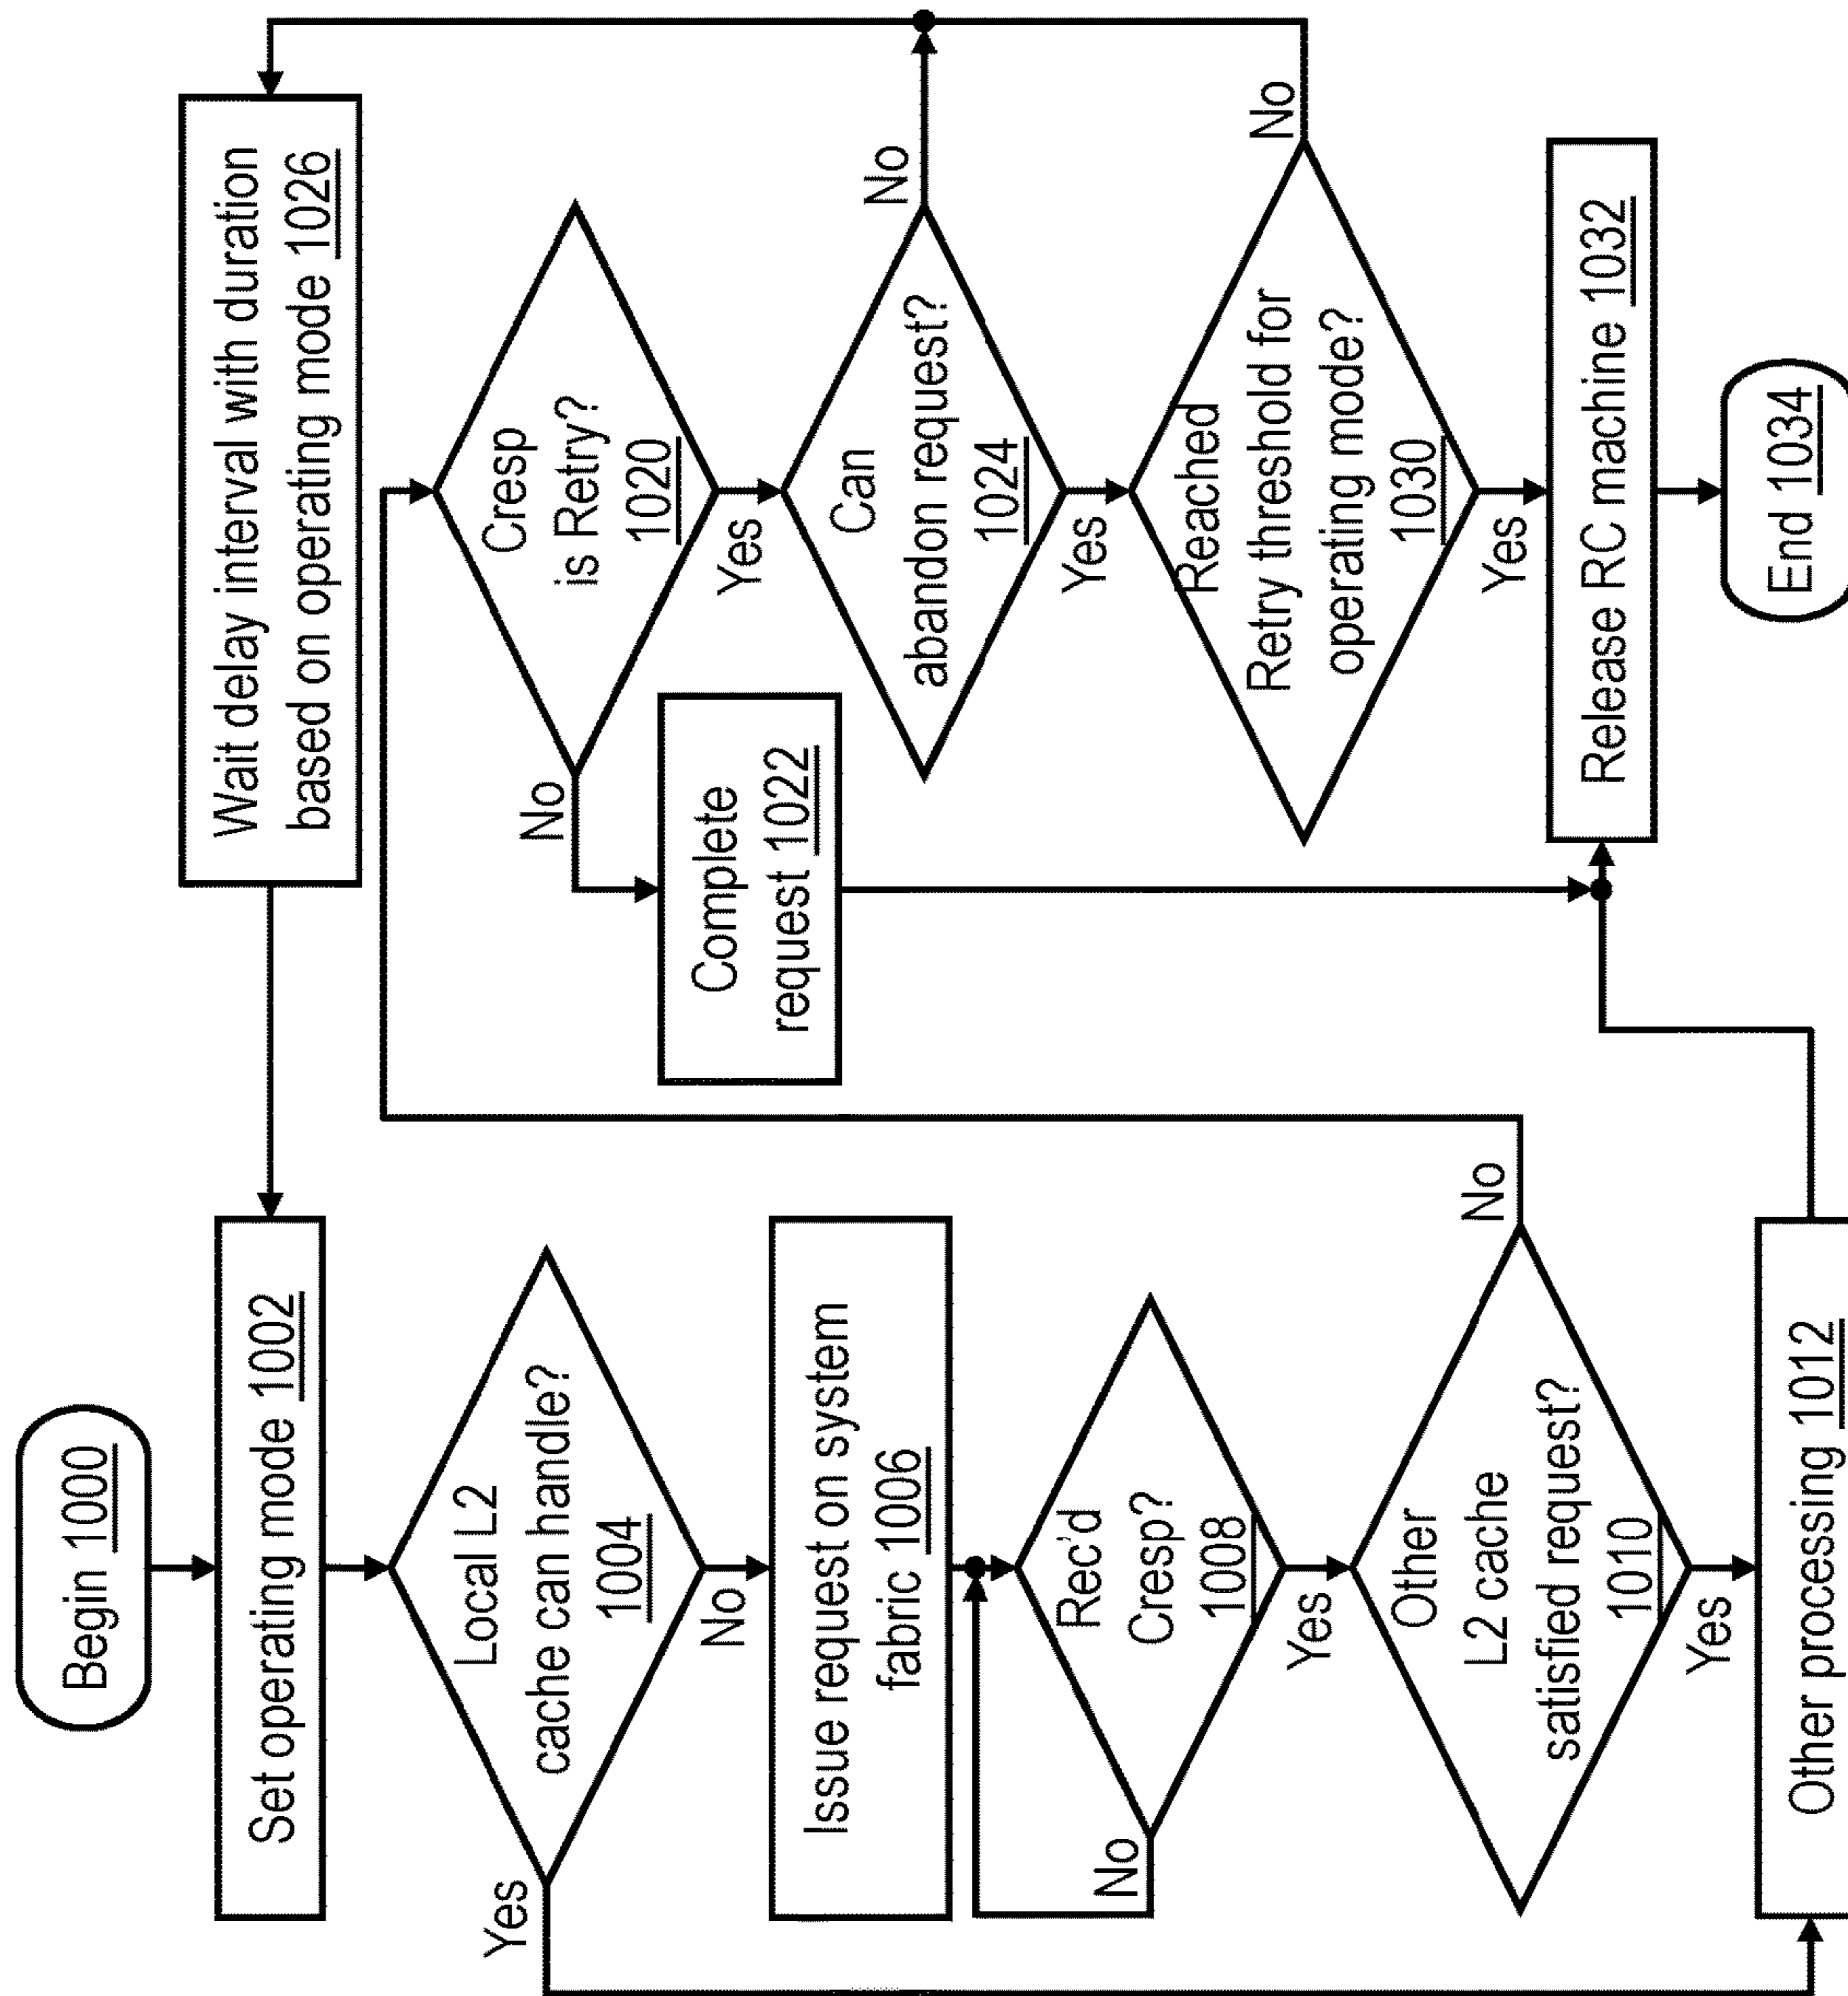 Begin 1000
Set operating mode 1002
Local L2
cache can handle?
1004
Yes
No
Issue request on system
fabric 1006
Rec'd
Cresp?
1008
No
Yes
Other
L2 cache
satisfied request?
1010
No
Yes
Other processing 1012
Wait delay interval with duration
based on operating mode 1026
Cresp
is Retry?
1020
No
Yes
Complete
request 1022
Can
abandon request?
1024
No
Yes
Reached
Retry threshold for
operating mode?
1030
No
Yes
Release RC machine 1032
End 1034